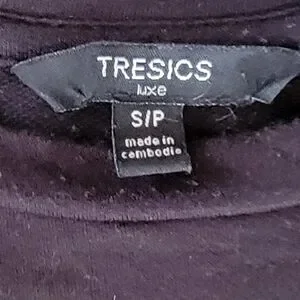 TRESICS
luxe
S/P
made in
cambodia